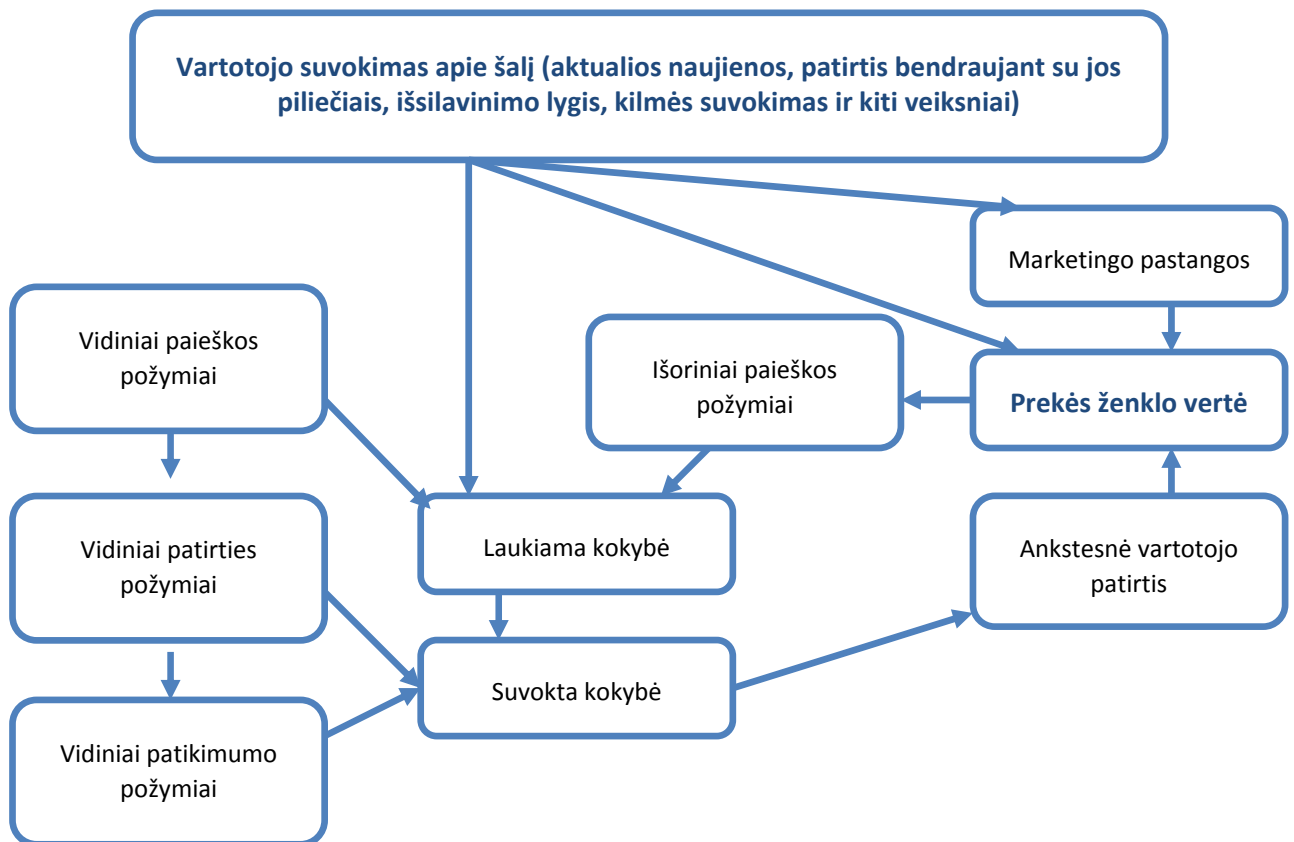 Vartotojo suvokimas apie šalį (aktualios naujienos, patirtis bendraujant su jos
piliečiais, išsilavinimo lygis, kilmės suvokimas ir kiti veiksniai)
Marketingo pastangos
Vidiniai paieškos
požymiai
Išoriniai paieškos
požymiai
Prekės ženklo vertė
Vidiniai patirties
požymiai
Laukiama kokybė
Ankstesnė vartotojo
patirtis
Suvokta kokybė
Vidiniai patikimumo
požymiai